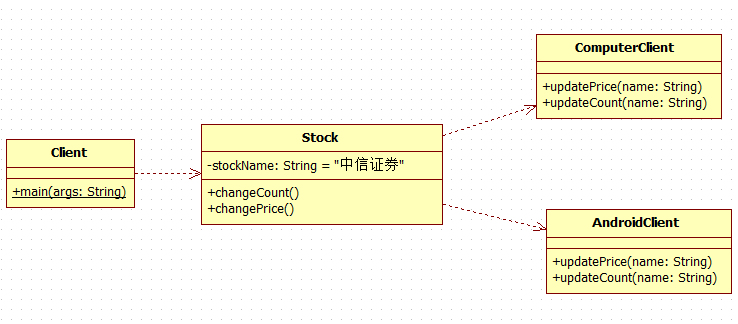 Client
+main(args: String)
Stock
-stockName: String = "中信证券"
+changeCount()
+changePrice()
ComputerClient
+updatePrice(name: String)
+updateCount(name: String)
AndroidClient
+updatePrice(name: String)
+updateCount(name: String)